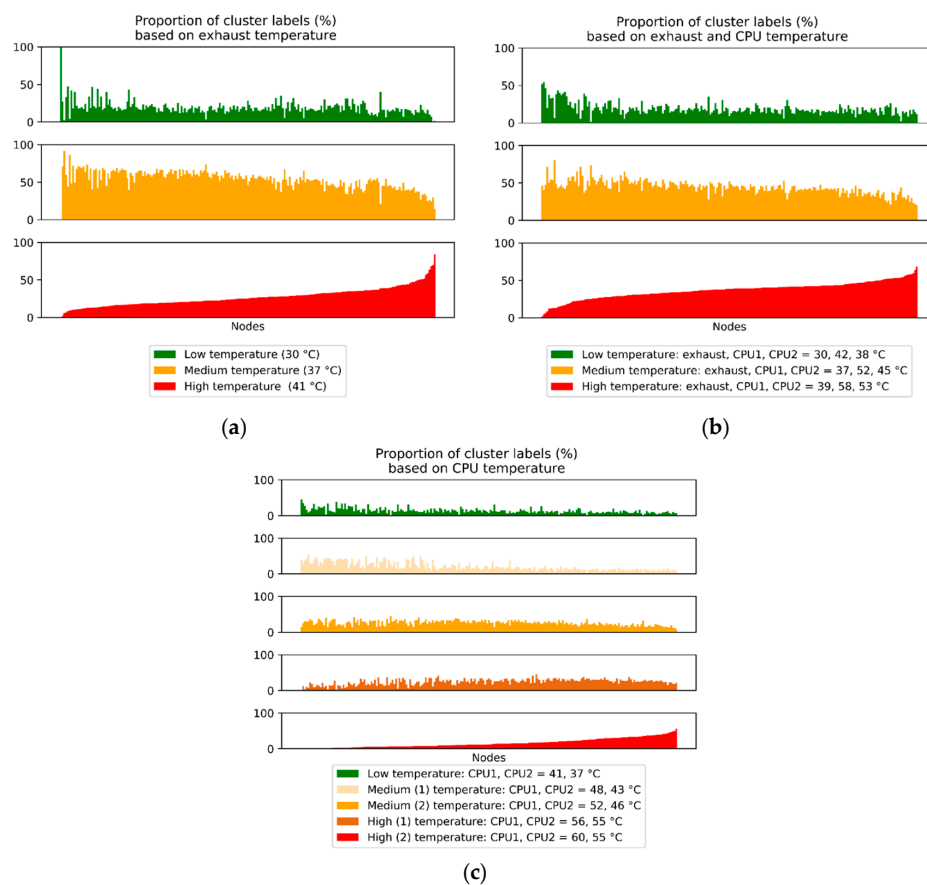 Proportion of cluster labels (%)
based on exhaust temperature
100
50
0
100
50
0
100
50
0
Nodes
Low temperature (30 °C)
Medium temperature (37 °C)
High temperature (41 °C)
(a)
Proportion of cluster labels (%)
based on exhaust and CPU temperature
100
50
0
100
50
0
100
50
0
Nodes
Low temperature: exhaust, CPU1, CPU2 = 30, 42, 38 °C
Medium temperature: exhaust, CPU1, CPU2 = 37, 52, 45 °C
High temperature: exhaust, CPU1, CPU2 = 39, 58, 53 °C
(b)
Proportion of cluster labels (%)
based on CPU temperature
100
0
100
0
100
0
100
0
100
0
Nodes
Low temperature: CPU1, CPU2 = 41, 37 °C
Medium (1) temperature: CPU1, CPU2 = 48, 43 °C
Medium (2) temperature: CPU1, CPU2 = 52, 46 °C
High (1) temperature: CPU1, CPU2 = 56, 55 °C
High (2) temperature: CPU1, CPU2 = 60, 55 °C
(c)